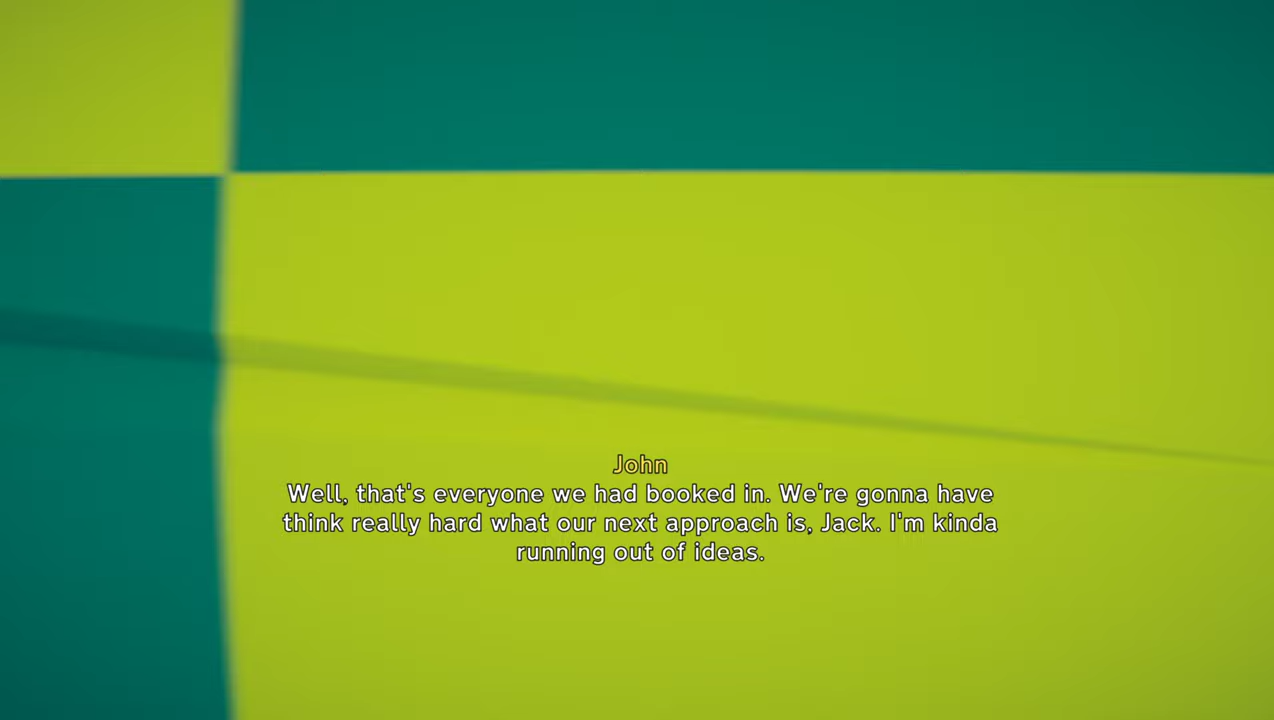 John
Well, that's everyone we had booked in. We're gonna have
think really hard what our next approach is, Jack. I'm kinda
running out of ideas.